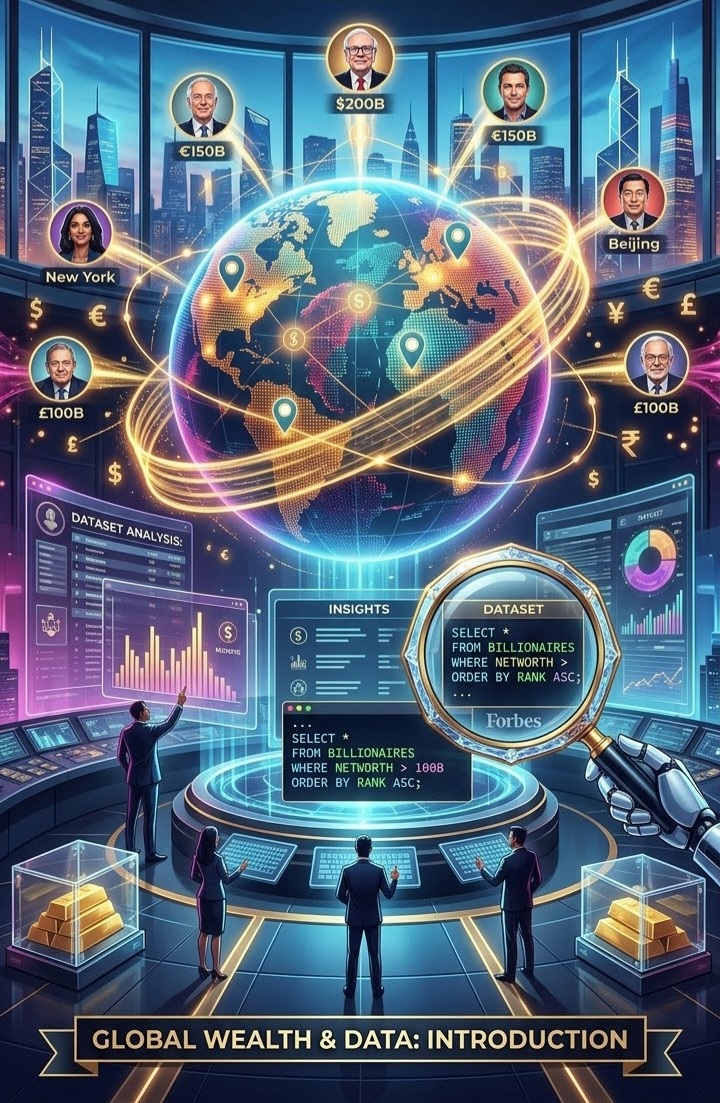 $200B
€150B
€150B
New York
Beijing
$ €
¥ € £
£100B
£100B
£
$
₹
$
€
€
DATASET ANALYSIS:
$
INSIGHTS
$
...
SELECT *
FROM BILLIONAIRES
WHERE NETWORTH > 100B
ORDER BY RANK ASC;
DATASET
SELECT *
FROM BILLIONAIRES
WHERE NETWORTH >
ORDER BY RANK ASC;
...
Forbes
$
$
GLOBAL WEALTH & DATA: INTRODUCTION